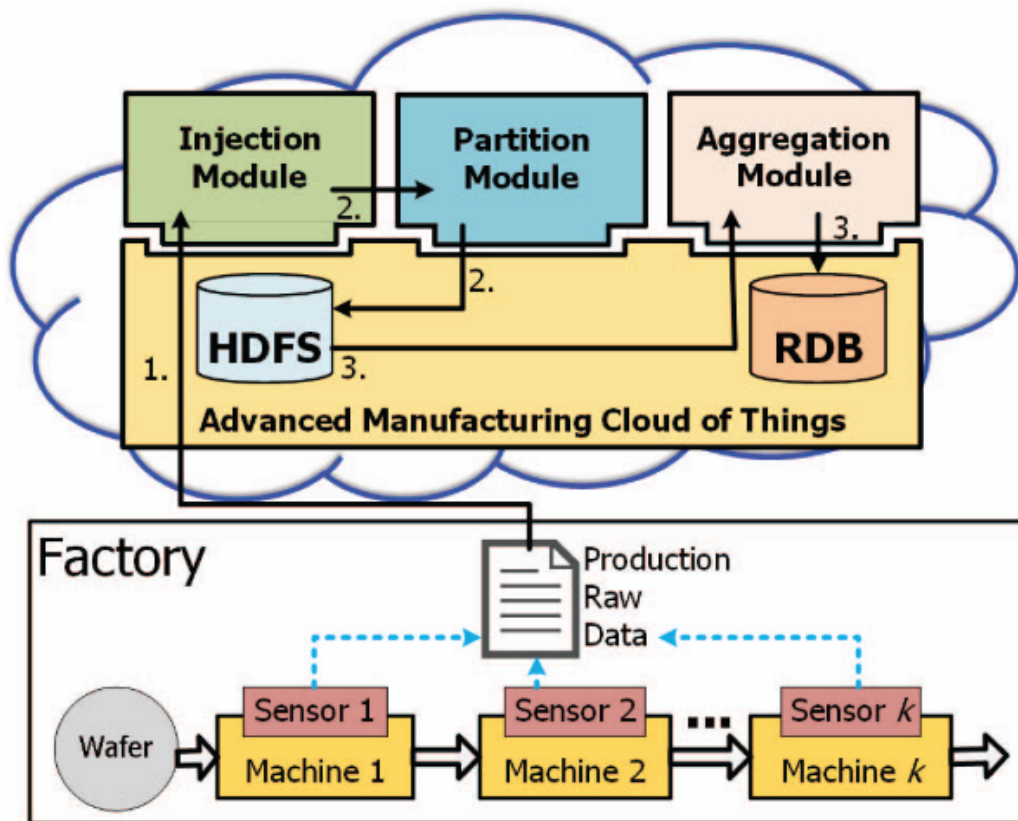 Injection
Module
Partition
Module
Aggregation
Module
2.
3.
2.
HDFS
RDB
1.
3.
Advanced Manufacturing Cloud of Things
Factory
Production
Raw
Data
Wafer
Sensor 1
Sensor 2
...
Sensor k
Machine 1
Machine 2
Machine k